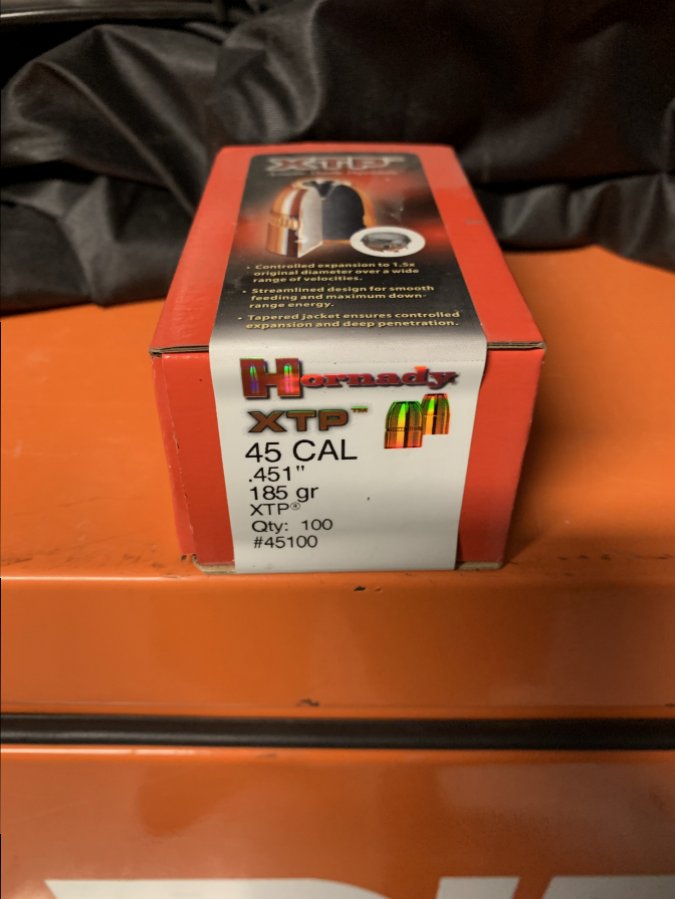 XTP
• Controlled expansion to 1.5x
original diameter over a wide
range of velocities.
• Streamlined design for smooth
feeding and maximum down-
range energy.
• Tapered jacket ensures controlled
expansion and deep penetration.
Hornady
XTP™
45 CAL
.451"
185 gr
XTP®
Qty: 100
#45100